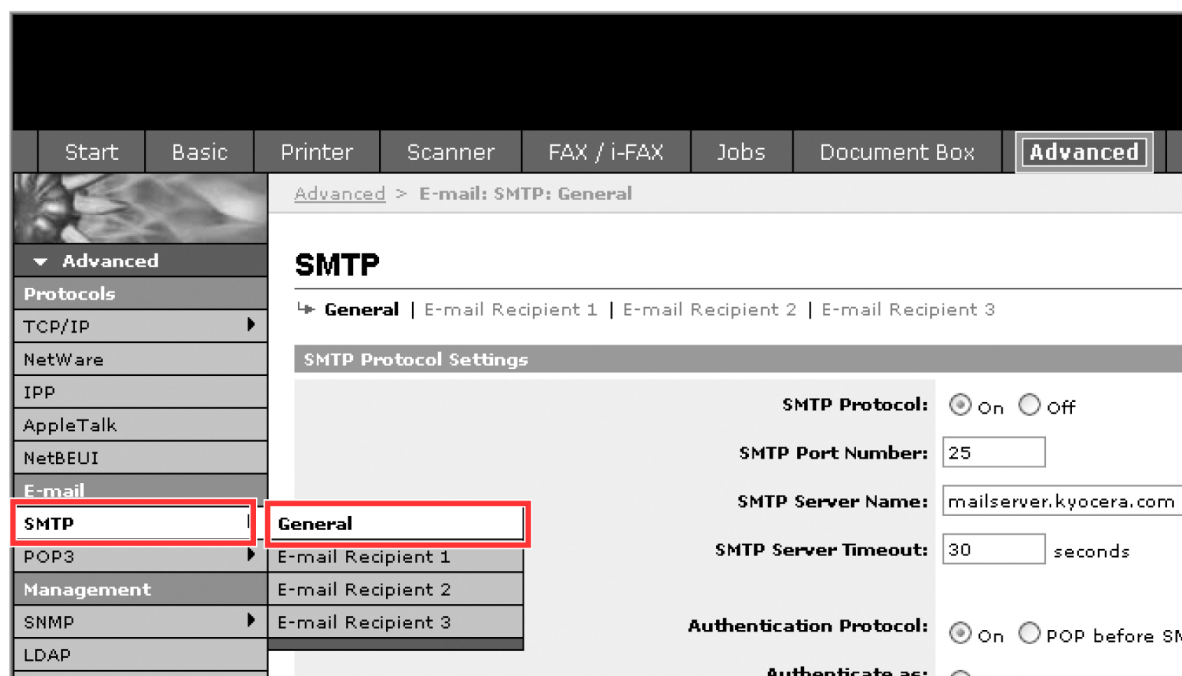 Start Basic Printer Scanner FAX / i-FAX Jobs Document Box Advanced
Advanced > E-mail: SMTP: General
Advanced
Protocols
TCP/IP
NetWare
IPP
AppleTalk
NetBEUI
E-mail
SMTP
POP3
Management
SNMP
LDAP
General
E-mail Recipient 1
E-mail Recipient 2
E-mail Recipient 3
SMTP
General | E-mail Recipient 1 | E-mail Recipient 2 | E-mail Recipient 3
SMTP Protocol Settings
SMTP Protocol: On Off
SMTP Port Number: 25
SMTP Server Name: mailserver.kyocera.com
SMTP Server Timeout: 30 seconds
Authentication Protocol: On POP before SM
Authenticate as: